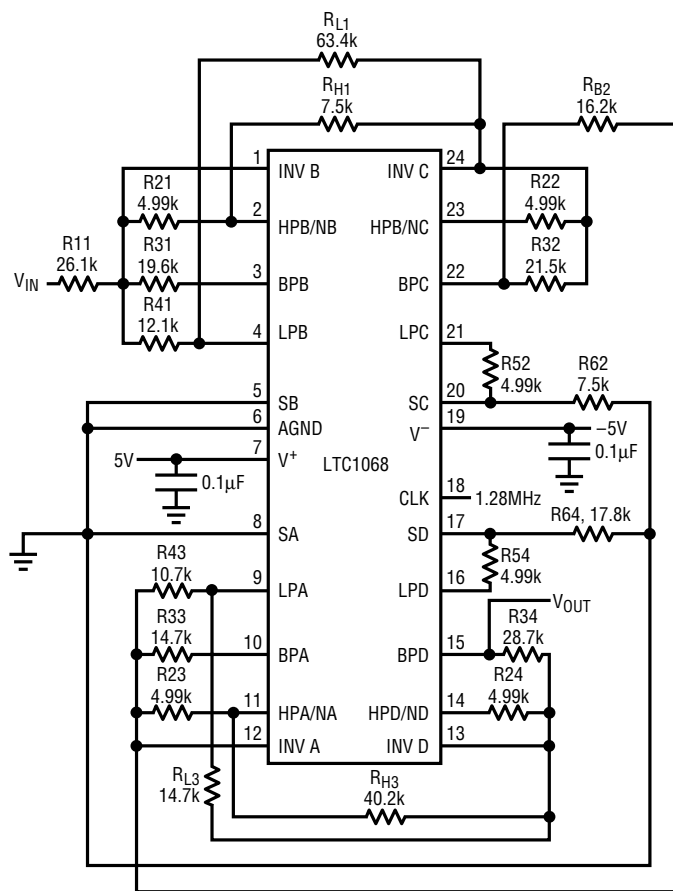 RL1
63.4k
RH1
7.5k
RB2
16.2k
1
INV B
INV C
24
R21
4.99k
2
HPB/NB
HPB/NC
23
R22
4.99k
R11
26.1k
VIN
R31
19.6k
3
BPB
BPC
22
R32
21.5k
R41
12.1k
4
LPB
LPC
21
R52
4.99k
R62
7.5k
5
SB
SC
20
6
AGND
V−
19
−5V
0.1µF
5V
7
V+
LTC1068
0.1µF
CLK
18
1.28MHz
8
SA
SD
17
R64, 17.8k
R43
10.7k
9
LPA
LPD
16
R54
4.99k
VOUT
R33
14.7k
10
BPA
BPD
15
R34
28.7k
R23
4.99k
11
HPA/NA
HPD/ND
14
R24
4.99k
12
INV A
INV D
13
RL3
14.7k
RH3
40.2k